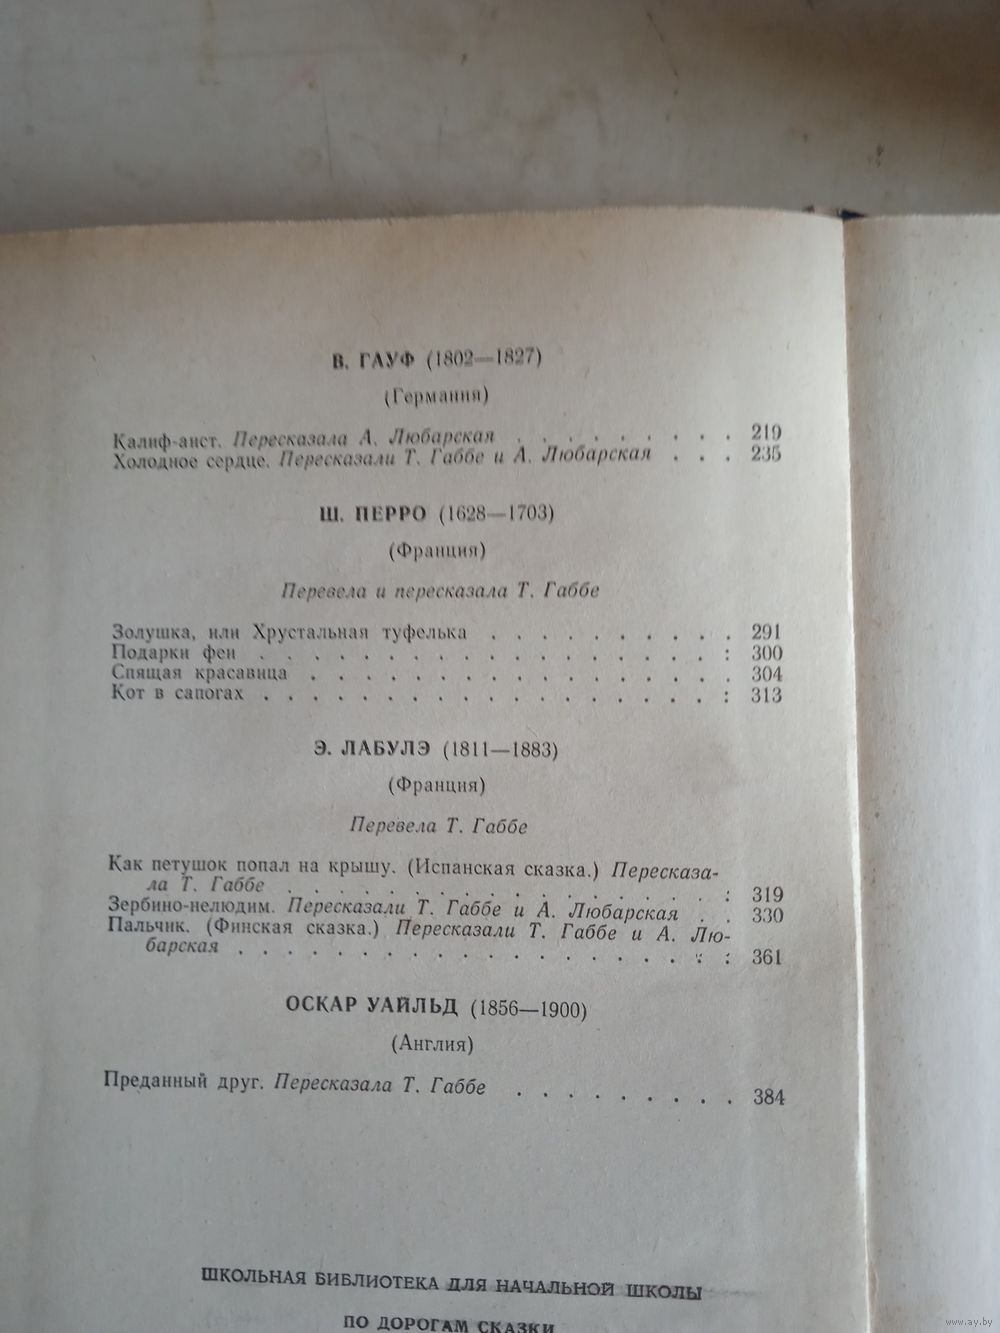 В. ГАУФ (1802—1827)
(Германия)
Калиф-аист. Пересказала А. Любарская . . . . . . . . . 219
Холодное сердце. Пересказали Т. Габбе и А. Любарская . . . 235
Ш. ПЕРРО (1628—1703)
(Франция)
Перевела и пересказала Т. Габбе
Золушка, или Хрустальная туфелька . . . . . . . . . . 291
Подарки феи . . . . . . . . . . . . . . . . . . : 300
Спящая красавица . . . . . . . . . . . . . . . . . 304
Кот в сапогах . . . . . . . . . . . . . . . . . . : 313
Э. ЛАБУЛЭ (1811—1883)
(Франция)
Перевела Т. Габбе
Как петушок попал на крышу. (Испанская сказка.) Пересказа-
ла Т. Габбе . . . . . . . . . . . . . . . . . : 319
Зербино-нелюдим. Пересказали Т. Габбе и А. Любарская . . 330
Пальчик. (Финская сказка.) Пересказали Т. Габбе и А. Лю-
барская . . . . . . . . . . . . . . . . . . : : 361
ОСКАР УАЙЛЬД (1856—1900)
(Англия)
Преданный друг. Пересказала Т. Габбе . . . . . . . . . 384
ШКОЛЬНАЯ БИБЛИОТЕКА ДЛЯ НАЧАЛЬНОЙ ШКОЛЫ
ПО ДОРОГАМ СКАЗКИ
www.ay.by